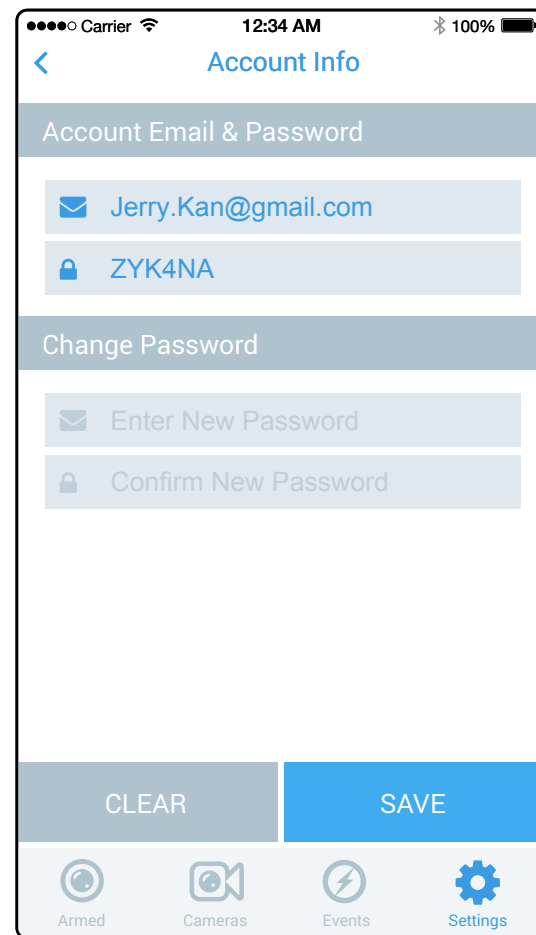 Carrier 12:34 AM 100%
Account Info
Account Email & Password
Jerry.Kan@gmail.com
ZYK4NA
Change Password
Enter New Password
Confirm New Password
CLEAR SAVE
Armed Cameras Events Settings